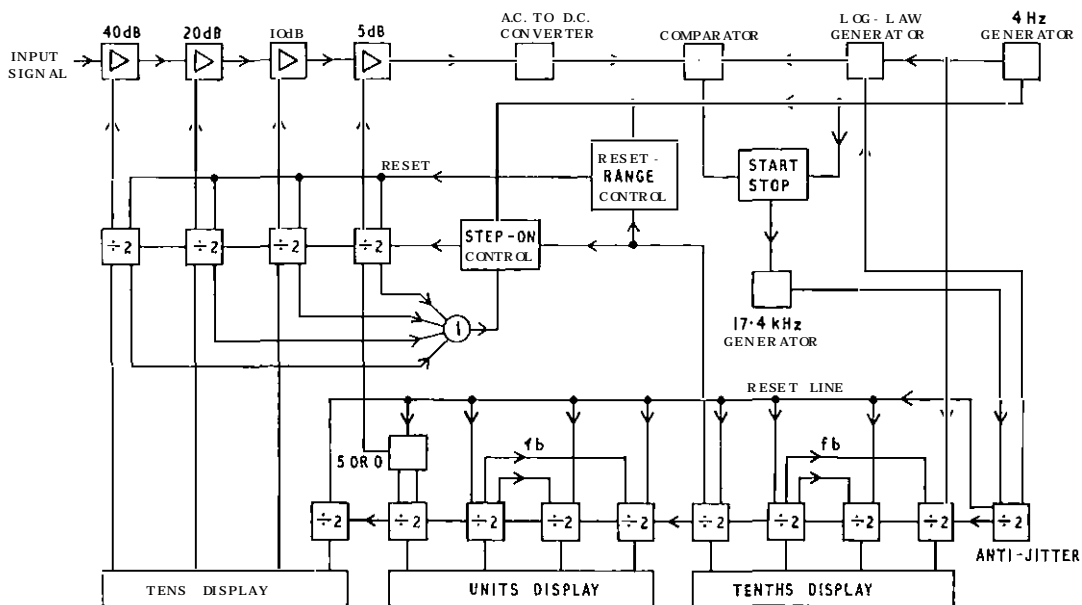 40dB
20dB
10dB
5dB
A.C. TO D.C.
CONVERTER
COMPARATOR
LOG-LAW
GENERATOR
4 Hz
GENERATOR
INPUT
SIGNAL
RESET
RESET-
RANGE
CONTROL
START
STOP
÷2
÷2
÷2
÷2
STEP-ON
CONTROL
1
17·4 kHz
GENERATOR
RESET LINE
5 OR 0
fb
fb
÷2
÷2
÷2
÷2
÷2
÷2
÷2
÷2
÷2
÷2
ANTI-JITTER
TENS DISPLAY
UNITS DISPLAY
TENTHS DISPLAY